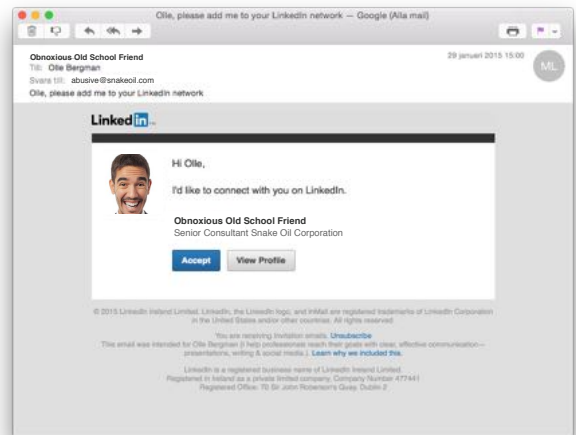 Olle, please add me to your LinkedIn network — Google (Alla mail)
Obnoxious Old School Friend
29 januari 2015 15:00
Till: Olle Bergman
ML
Svara till: abusive@snakeoil.com
Olle, please add me to your LinkedIn network
Linked in
Hi Olle,
I'd like to connect with you on LinkedIn.
Obnoxious Old School Friend
Senior Consultant Snake Oil Corporation
Accept View Profile
© 2015 LinkedIn Ireland Limited. LinkedIn, the LinkedIn logo, and InMail are registered trademarks of LinkedIn Corporation
in the United States and/or other countries. All rights reserved.
You are receiving Invitation emails. Unsubscribe
This email was intended for Olle Bergman (I help professionals reach their goals with clear, effective communication—
presentations, writing & social media.). Learn why we included this.
LinkedIn is a registered business name of LinkedIn Ireland Limited.
Registered in Ireland as a private limited company, Company Number 477441
Registered Office: 70 Sir John Rogerson's Quay, Dublin 2